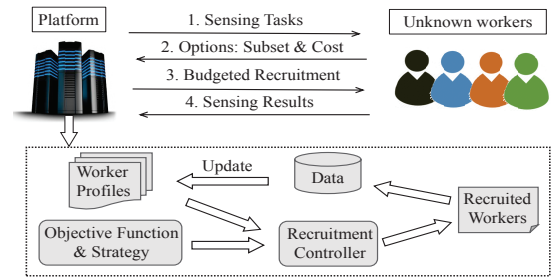 Platform
Unknown workers
1. Sensing Tasks
2. Options: Subset & Cost
3. Budgeted Recruitment
4. Sensing Results
Worker
Profiles
Update
Data
Recruited
Workers
Objective Function
& Strategy
Recruitment
Controller